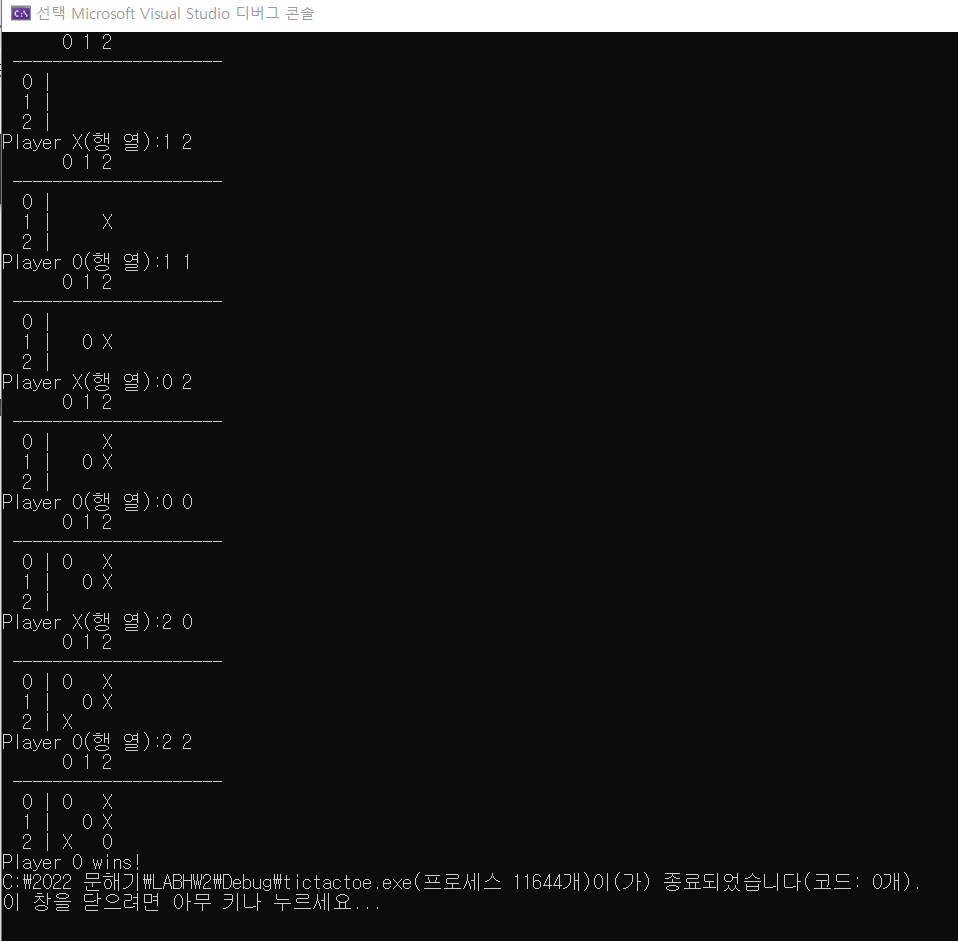 선택 Microsoft Visual Studio 디버그 콘솔
      0 1 2
 ---------------------
  0 |
  1 |
  2 |
Player X(행 열):1 2
      0 1 2
 ---------------------
  0 |
  1 |     X
  2 |
Player O(행 열):1 1
      0 1 2
 ---------------------
  0 |
  1 |   O X
  2 |
Player X(행 열):0 2
      0 1 2
 ---------------------
  0 |     X
  1 |   O X
  2 |
Player O(행 열):0 0
      0 1 2
 ---------------------
  0 | O   X
  1 |   O X
  2 |
Player X(행 열):2 0
      0 1 2
 ---------------------
  0 | O   X
  1 |   O X
  2 | X
Player O(행 열):2 2
      0 1 2
 ---------------------
  0 | O   X
  1 |   O X
  2 | X   O
Player O wins!
C:₩2022 문해기₩LABHW2₩Debug₩tictactoe.exe(프로세스 11644개)이(가) 종료되었습니다(코드: 0개).
이 창을 닫으려면 아무 키나 누르세요...